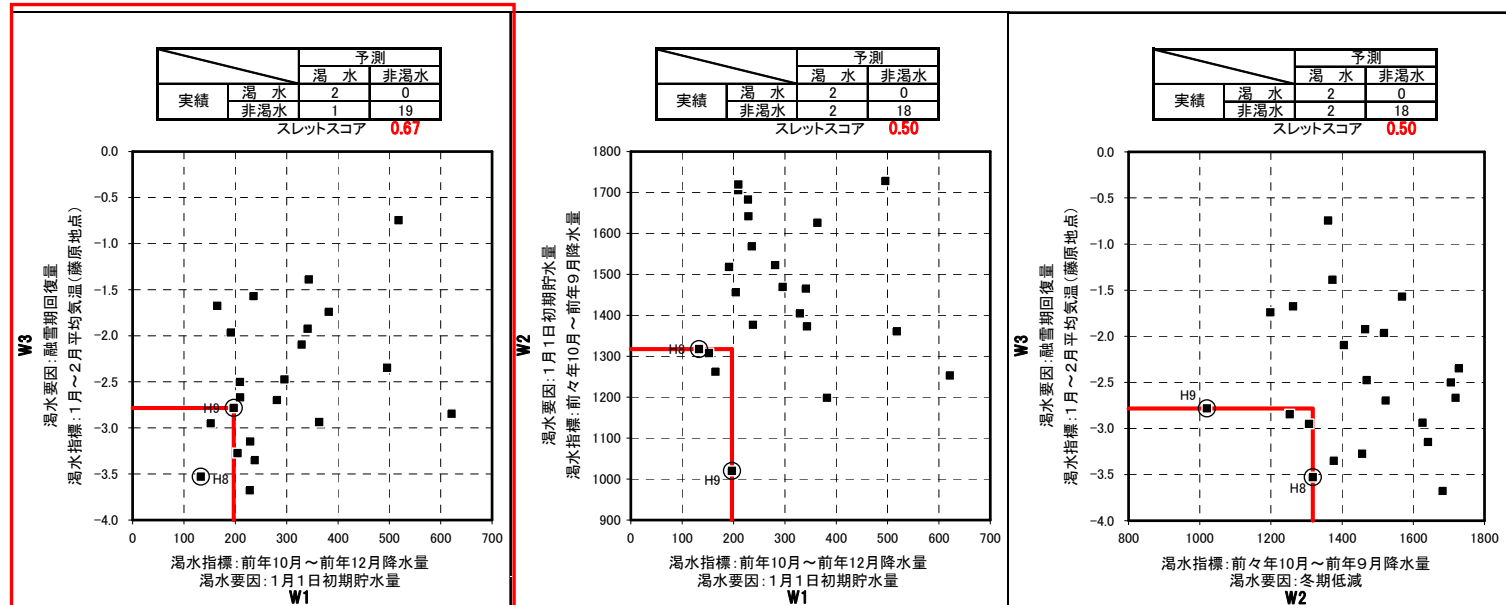 予測
渇 水 非渇水
実績 渇 水 2 0
非渇水 1 19
スレットスコア 0.67
0.0
-0.5
-1.0
-1.5
-2.0
-2.5
-3.0
-3.5
-4.0
0 100 200 300 400 500 600 700
H9
H8
W3
渇水要因:融雪期回復量
渇水指標:1月~2月平均気温(藤原地点)
渇水指標:前年10月~前年12月降水量
渇水要因:1月1日初期貯水量
W1
予測
渇 水 非渇水
実績 渇 水 2 0
非渇水 2 18
スレットスコア 0.50
1800
1700
1600
1500
1400
1300
1200
1100
1000
900
0 100 200 300 400 500 600 700
H8
H9
W2
渇水要因:1月1日初期貯水量
渇水指標:前々年10月~前年9月降水量
渇水指標:前年10月~前年12月降水量
渇水要因:1月1日初期貯水量
W1
予測
渇 水 非渇水
実績 渇 水 2 0
非渇水 2 18
スレットスコア 0.50
0.0
-0.5
-1.0
-1.5
-2.0
-2.5
-3.0
-3.5
-4.0
800 1000 1200 1400 1600 1800
H9
H8
W3
渇水要因:融雪期回復量
渇水指標:1月~2月平均気温(藤原地点)
渇水指標:前々年10月~前年9月降水量
渇水要因:冬期低減
W2